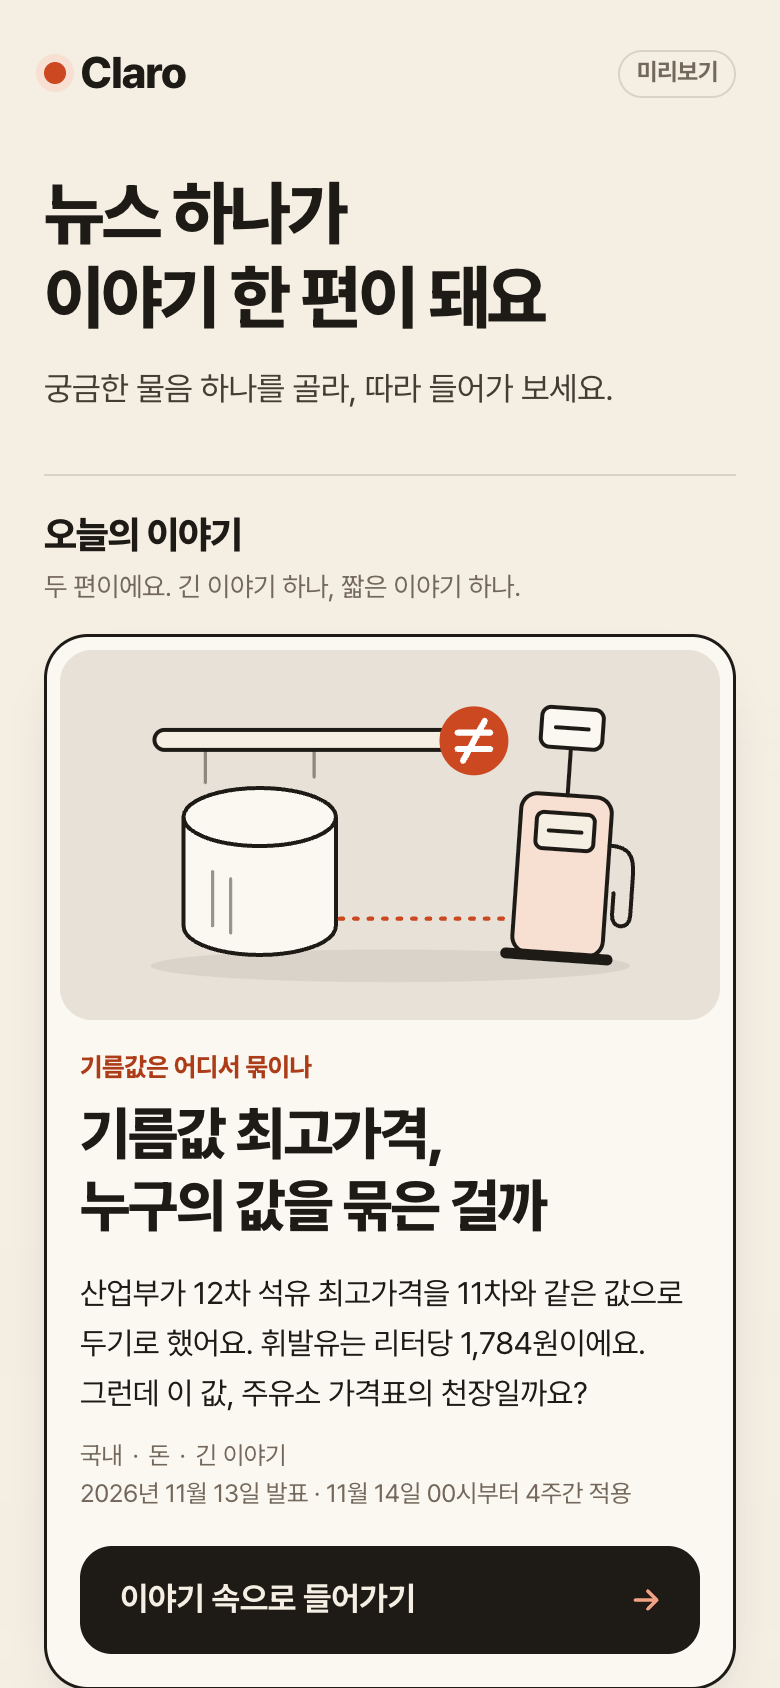 Claro
미리보기
뉴스 하나가
이야기 한 편이 돼요
궁금한 물음 하나를 골라, 따라 들어가 보세요.
오늘의 이야기
두 편이에요. 긴 이야기 하나, 짧은 이야기 하나.
≠
기름값은 어디서 묶이나
기름값 최고가격,
누구의 값을 묶은 걸까
산업부가 12차 석유 최고가격을 11차와 같은 값으로
두기로 했어요. 휘발유는 리터당 1,784원이에요.
그런데 이 값, 주유소 가격표의 천장일까요?
국내 · 돈 · 긴 이야기
2026년 11월 13일 발표 · 11월 14일 00시부터 4주간 적용
이야기 속으로 들어가기 →